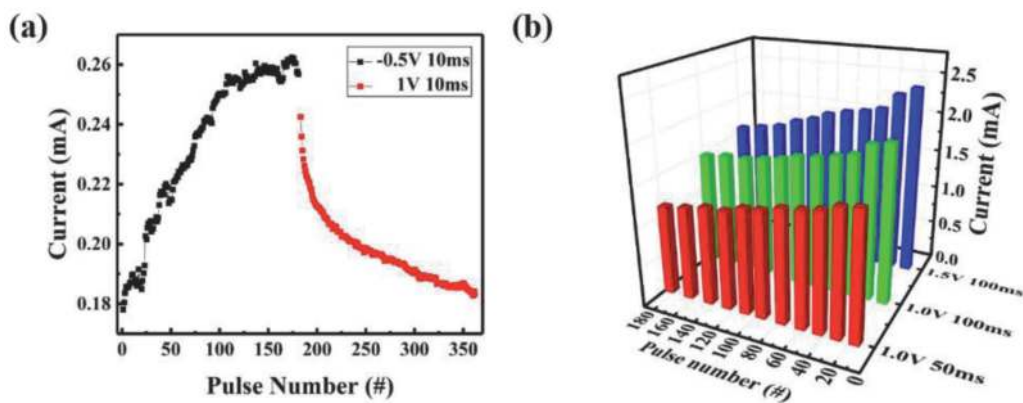 (a)
0.26
0.24
0.22
0.20
0.18
Current (mA)
-0.5V 10ms
1V 10ms
0 50 100 150 200 250 300 350
Pulse Number (#)
(b)
2.5
2.0
1.5
1.0
0.5
0.0
Current (mA)
1.5V 100ms
1.0V 100ms
1.0V 50ms
180 160 140 120 100 80 60 40 20 0
Pulse number (#)